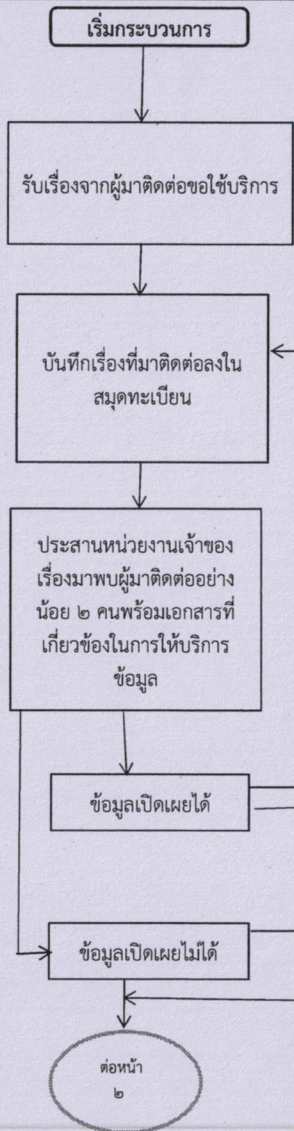 เริ่มกระบวนการ
รับเรื่องจากผู้มาติดต่อขอใช้บริการ
บันทึกเรื่องที่มาติดต่อลงใน
สมุดทะเบียน
ประสานหน่วยงานเจ้าของ
เรื่องมาพบผู้มาติดต่ออย่าง
น้อย ๒ คนพร้อมเอกสารที่
เกี่ยวข้องในการให้บริการ
ข้อมูล
ข้อมูลเปิดเผยได้
ข้อมูลเปิดเผยไม่ได้
ต่อหน้า
๒